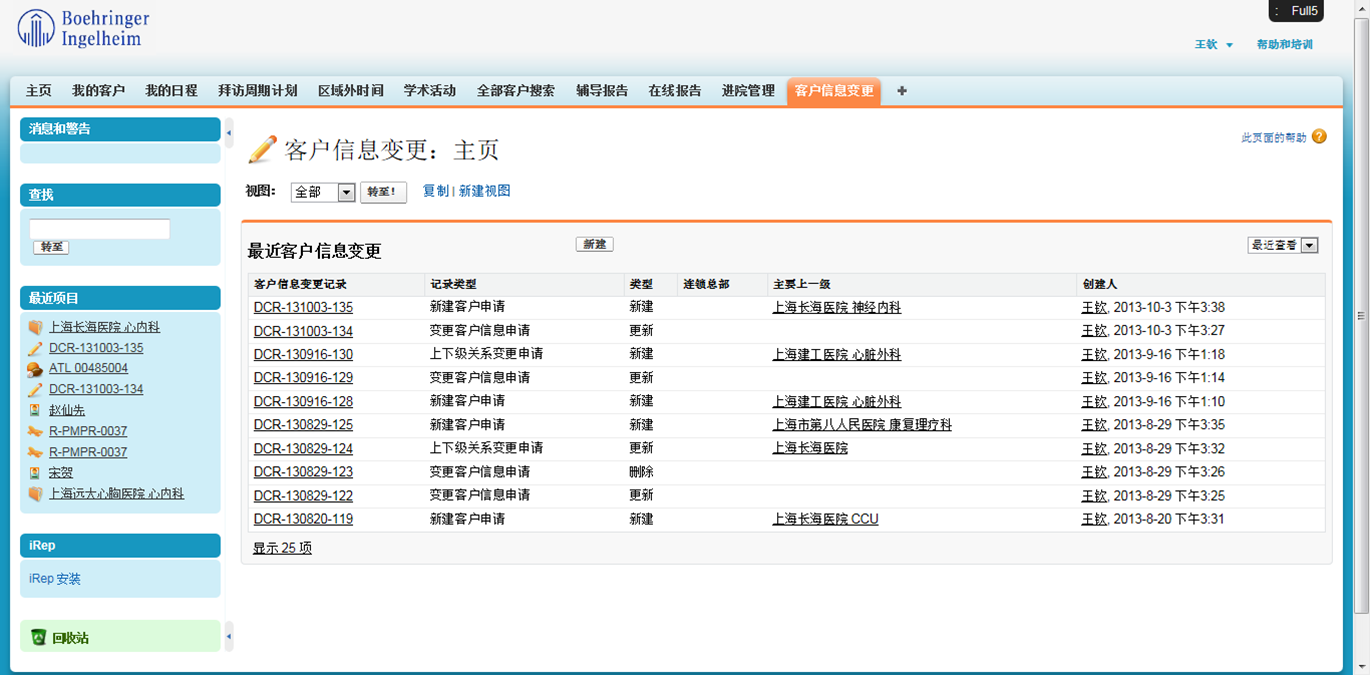 Boehringer
Ingelheim
: Full5
王钦 帮助和培训
主页 我的客户 我的日程 拜访周期计划 区域外时间 学术活动 全部客户搜索 辅导报告 在线报告 进院管理 客户信息变更 +
消息和警告
查找
转至
最近项目
上海长海医院 心内科
DCR-131003-135
ATL 00485004
DCR-131003-134
赵仙先
R-PMPR-0037
R-PMPR-0037
宋贺
上海远大心胸医院 心内科
iRep
iRep 安装
回收站
客户信息变更：主页
此页面的帮助 ?
视图： 全部 转至！ 复制 | 新建视图
最近客户信息变更 新建 最近查看
客户信息变更记录 记录类型 类型 连锁总部 主要上一级 创建人
DCR-131003-135 新建客户申请 新建 上海长海医院 神经内科 王钦, 2013-10-3 下午3:38
DCR-131003-134 变更客户信息申请 更新 王钦, 2013-10-3 下午3:27
DCR-130916-130 上下级关系变更申请 新建 上海建工医院 心脏外科 王钦, 2013-9-16 下午1:18
DCR-130916-129 变更客户信息申请 更新 王钦, 2013-9-16 下午1:14
DCR-130916-128 新建客户申请 新建 上海建工医院 心脏外科 王钦, 2013-9-16 下午1:10
DCR-130829-125 新建客户申请 新建 上海市第八人民医院 康复理疗科 王钦, 2013-8-29 下午3:35
DCR-130829-124 上下级关系变更申请 更新 上海长海医院 王钦, 2013-8-29 下午3:32
DCR-130829-123 变更客户信息申请 删除 王钦, 2013-8-29 下午3:26
DCR-130829-122 变更客户信息申请 更新 王钦, 2013-8-29 下午3:25
DCR-130820-119 新建客户申请 新建 上海长海医院 CCU 王钦, 2013-8-20 下午3:31
显示 25 项